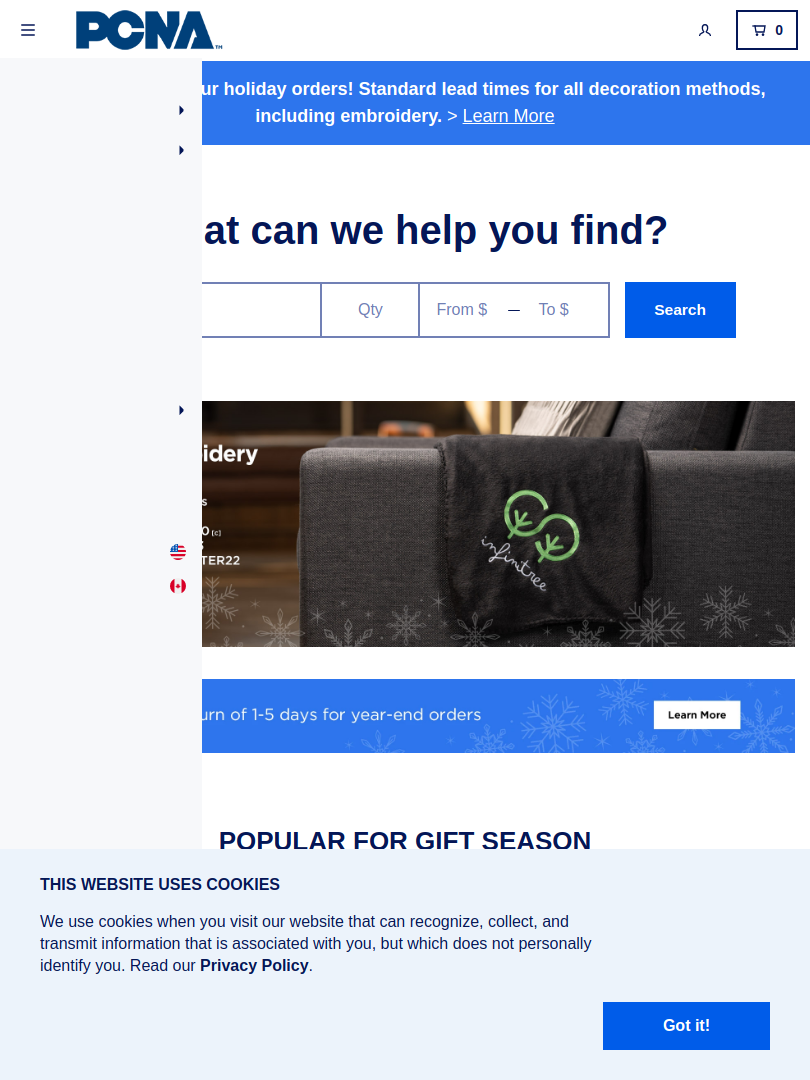 PCNA™
0
ur holiday orders! Standard lead times for all decoration methods,
including embroidery. > Learn More
at can we help you find?
Qty
From $ — To $
Search
idery
s
0[c]
TER22
infinitree
urn of 1-5 days for year-end orders
Learn More
POPULAR FOR GIFT SEASON
THIS WEBSITE USES COOKIES
We use cookies when you visit our website that can recognize, collect, and
transmit information that is associated with you, but which does not personally
identify you. Read our Privacy Policy.
Got it!